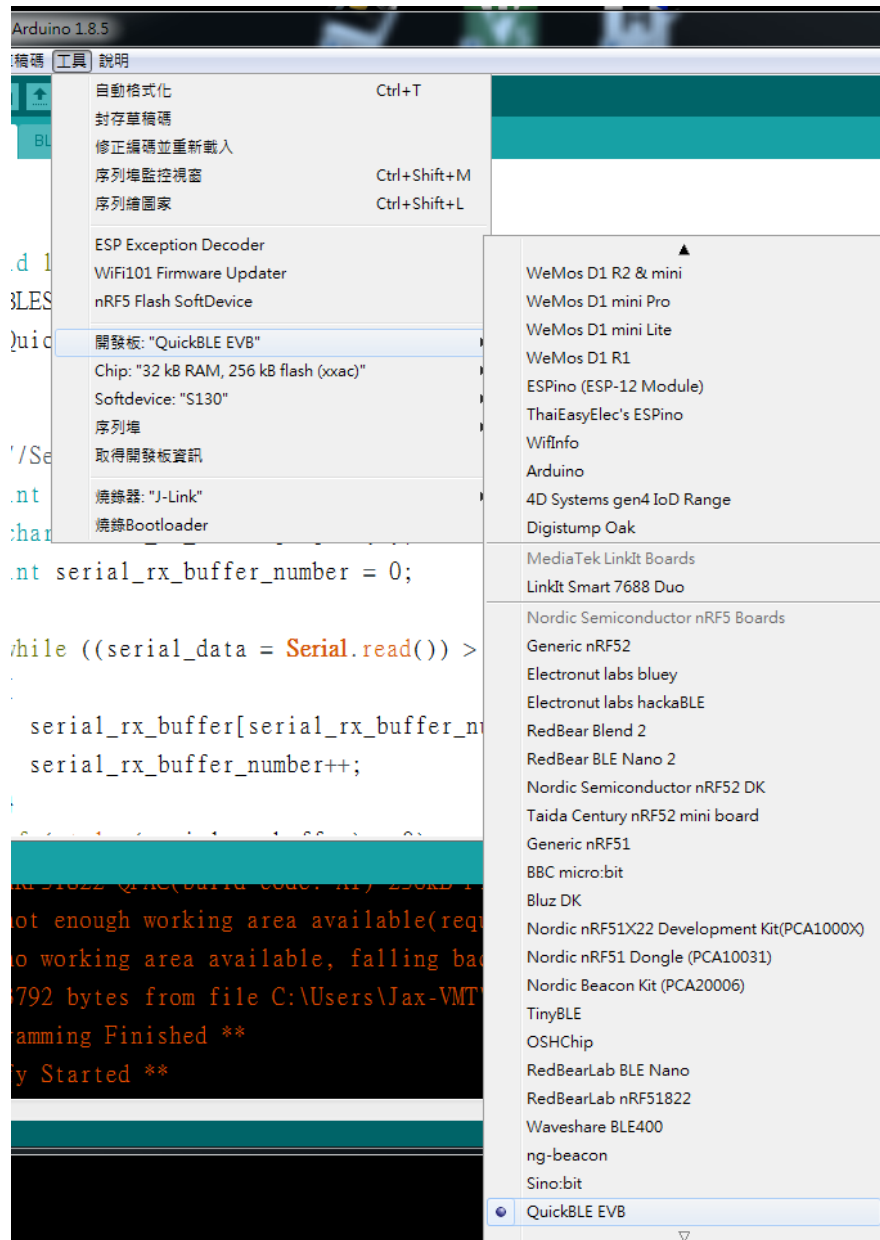 Arduino 1.8.5
稿碼 工具 說明
自動格式化 Ctrl+T
封存草稿碼
修正編碼並重新載入
序列埠監控視窗 Ctrl+Shift+M
序列繪圖家 Ctrl+Shift+L
ESP Exception Decoder
WiFi101 Firmware Updater
nRF5 Flash SoftDevice
開發板: "QuickBLE EVB"
Chip: "32 kB RAM, 256 kB flash (xxac)"
Softdevice: "S130"
序列埠
取得開發板資訊
燒錄器: "J-Link"
燒錄Bootloader
WeMos D1 R2 & mini
WeMos D1 mini Pro
WeMos D1 mini Lite
WeMos D1 R1
ESPino (ESP-12 Module)
ThaiEasyElec's ESPino
WifInfo
Arduino
4D Systems gen4 IoD Range
Digistump Oak
MediaTek LinkIt Boards
LinkIt Smart 7688 Duo
Nordic Semiconductor nRF5 Boards
Generic nRF52
Electronut labs bluey
Electronut labs hackaBLE
RedBear Blend 2
RedBear BLE Nano 2
Nordic Semiconductor nRF52 DK
Taida Century nRF52 mini board
Generic nRF51
BBC micro:bit
Bluz DK
Nordic nRF51X22 Development Kit(PCA1000X)
Nordic nRF51 Dongle (PCA10031)
Nordic Beacon Kit (PCA20006)
TinyBLE
OSHChip
RedBearLab BLE Nano
RedBearLab nRF51822
Waveshare BLE400
ng-beacon
Sino:bit
QuickBLE EVB
BL
d l
BLES
Quic
//Se
int
char
int serial_rx_buffer_number = 0;
while ((serial_data = Serial.read()) >
serial_rx_buffer[serial_rx_buffer_nu
serial_rx_buffer_number++;
not enough working area available(requ
no working area available, falling bac
792 bytes from file C:\Users\Jax-VMT
amming Finished **
y Started **